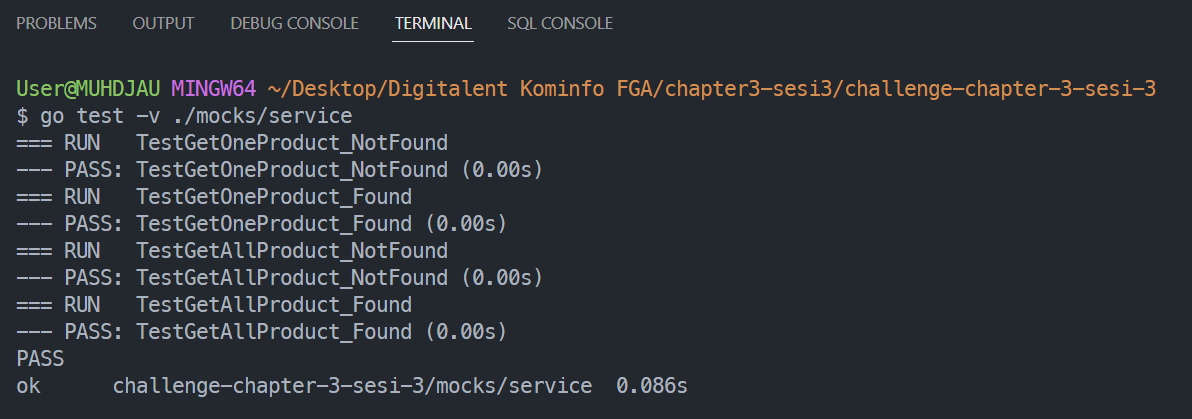 PROBLEMS OUTPUT DEBUG CONSOLE TERMINAL SQL CONSOLE
User@MUHDJAU MINGW64 ~/Desktop/Digitalent Kominfo FGA/chapter3-sesi3/challenge-chapter-3-sesi-3
$ go test -v ./mocks/service
=== RUN   TestGetOneProduct_NotFound
--- PASS: TestGetOneProduct_NotFound (0.00s)
=== RUN   TestGetOneProduct_Found
--- PASS: TestGetOneProduct_Found (0.00s)
=== RUN   TestGetAllProduct_NotFound
--- PASS: TestGetAllProduct_NotFound (0.00s)
=== RUN   TestGetAllProduct_Found
--- PASS: TestGetAllProduct_Found (0.00s)
PASS
ok      challenge-chapter-3-sesi-3/mocks/service  0.086s